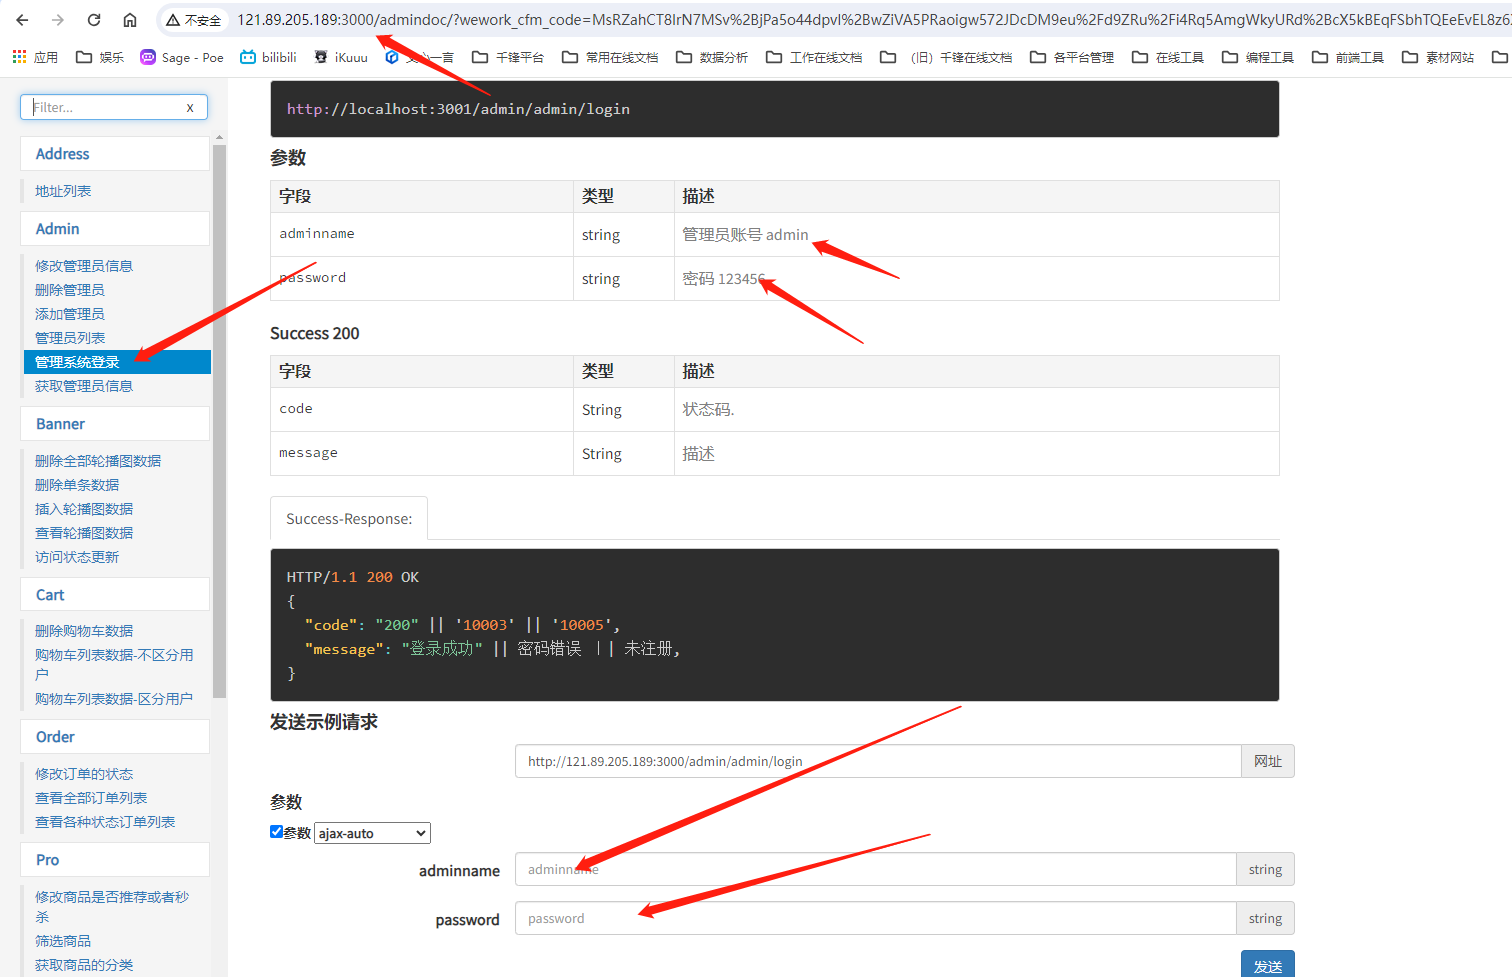 不安全 121.89.205.189:3000/admindoc/?wework_cfm_code=MsRZahCT8IrN7MSv%2BjPa5o44dpvI%2BwZiVA5PRaoigw572JDcDM9eu%2Fd9ZRu%2Fi4Rq5AmgWkyURd%2BcX5kBEqFSbhTQEeEvEL8z6
应用 娱乐 Sage - Poe bilibili iKuuu 文心一言 千锋平台 常用在线文档 数据分析 工作在线文档 (旧) 千锋在线文档 各平台管理 在线工具 编程工具 前端工具 素材网站
Filter... x
Address
地址列表
Admin
修改管理员信息
删除管理员
添加管理员
管理员列表
管理系统登录
获取管理员信息
Banner
删除全部轮播图数据
删除单条数据
插入轮播图数据
查看轮播图数据
访问状态更新
Cart
删除购物车数据
购物车列表数据-不区分用
户
购物车列表数据-区分用户
Order
修改订单的状态
查看全部订单列表
查看各种状态订单列表
Pro
修改商品是否推荐或者秒
杀
筛选商品
获取商品的分类
http://localhost:3001/admin/admin/login
参数
字段 类型 描述
adminname string 管理员账号 admin
password string 密码 123456
Success 200
字段 类型 描述
code String 状态码.
message String 描述
Success-Response:
HTTP/1.1 200 OK
{
"code": "200" || '10003' || '10005',
"message": "登录成功" || 密码错误 || 未注册,
}
发送示例请求
http://121.89.205.189:3000/admin/admin/login 网址
参数
参数 ajax-auto
adminname adminname string
password password string
发送